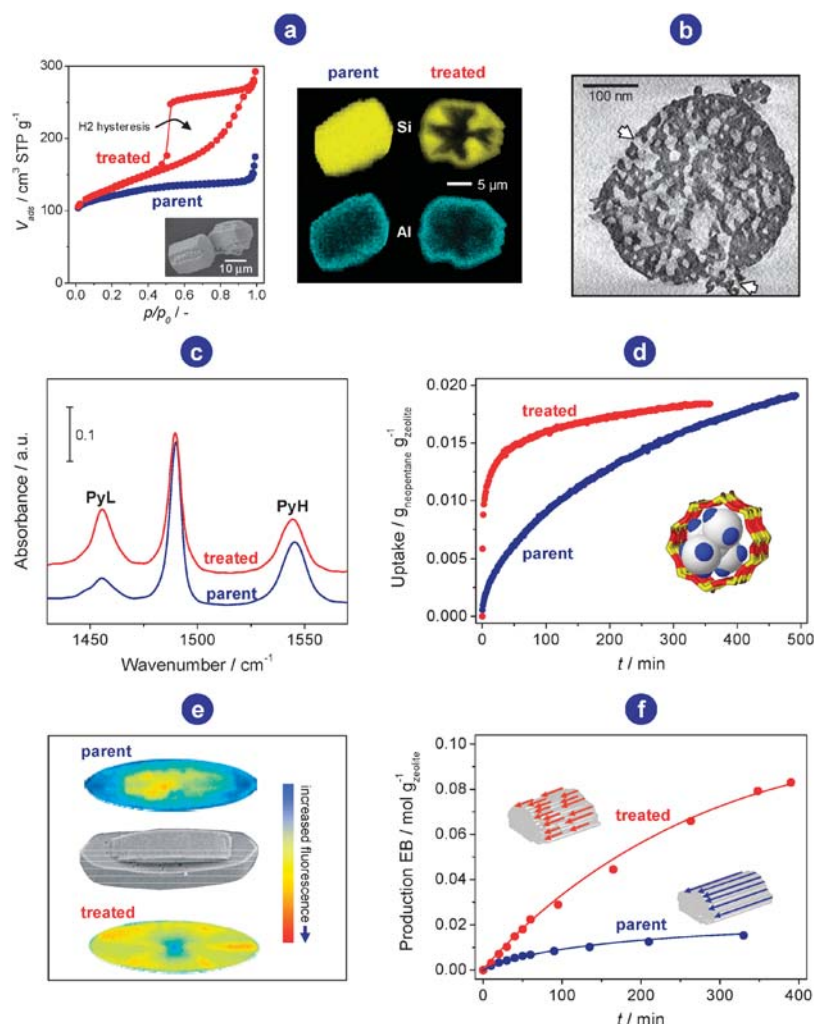 a
b
parent
treated
300
250
200
150
100
50
0
V_ads / cm³ STP g⁻¹
H2 hysteresis
treated
parent
10 μm
0.0 0.2 0.4 0.6 0.8 1.0
p/p₀ / -
Si
5 μm
Al
100 nm
c
d
0.1
Absorbance / a.u.
PyL
PyH
treated
parent
1450 1500 1550
Wavenumber / cm⁻¹
0.020
0.015
0.010
0.005
0.000
Uptake / g_neopentane g⁻¹_zeolite
treated
parent
0 100 200 300 400 500
t / min
e
f
parent
treated
increased fluorescence
0.10
0.08
0.06
0.04
0.02
0.00
Production EB / mol g⁻¹_zeolite
treated
parent
0 100 200 300 400
t / min